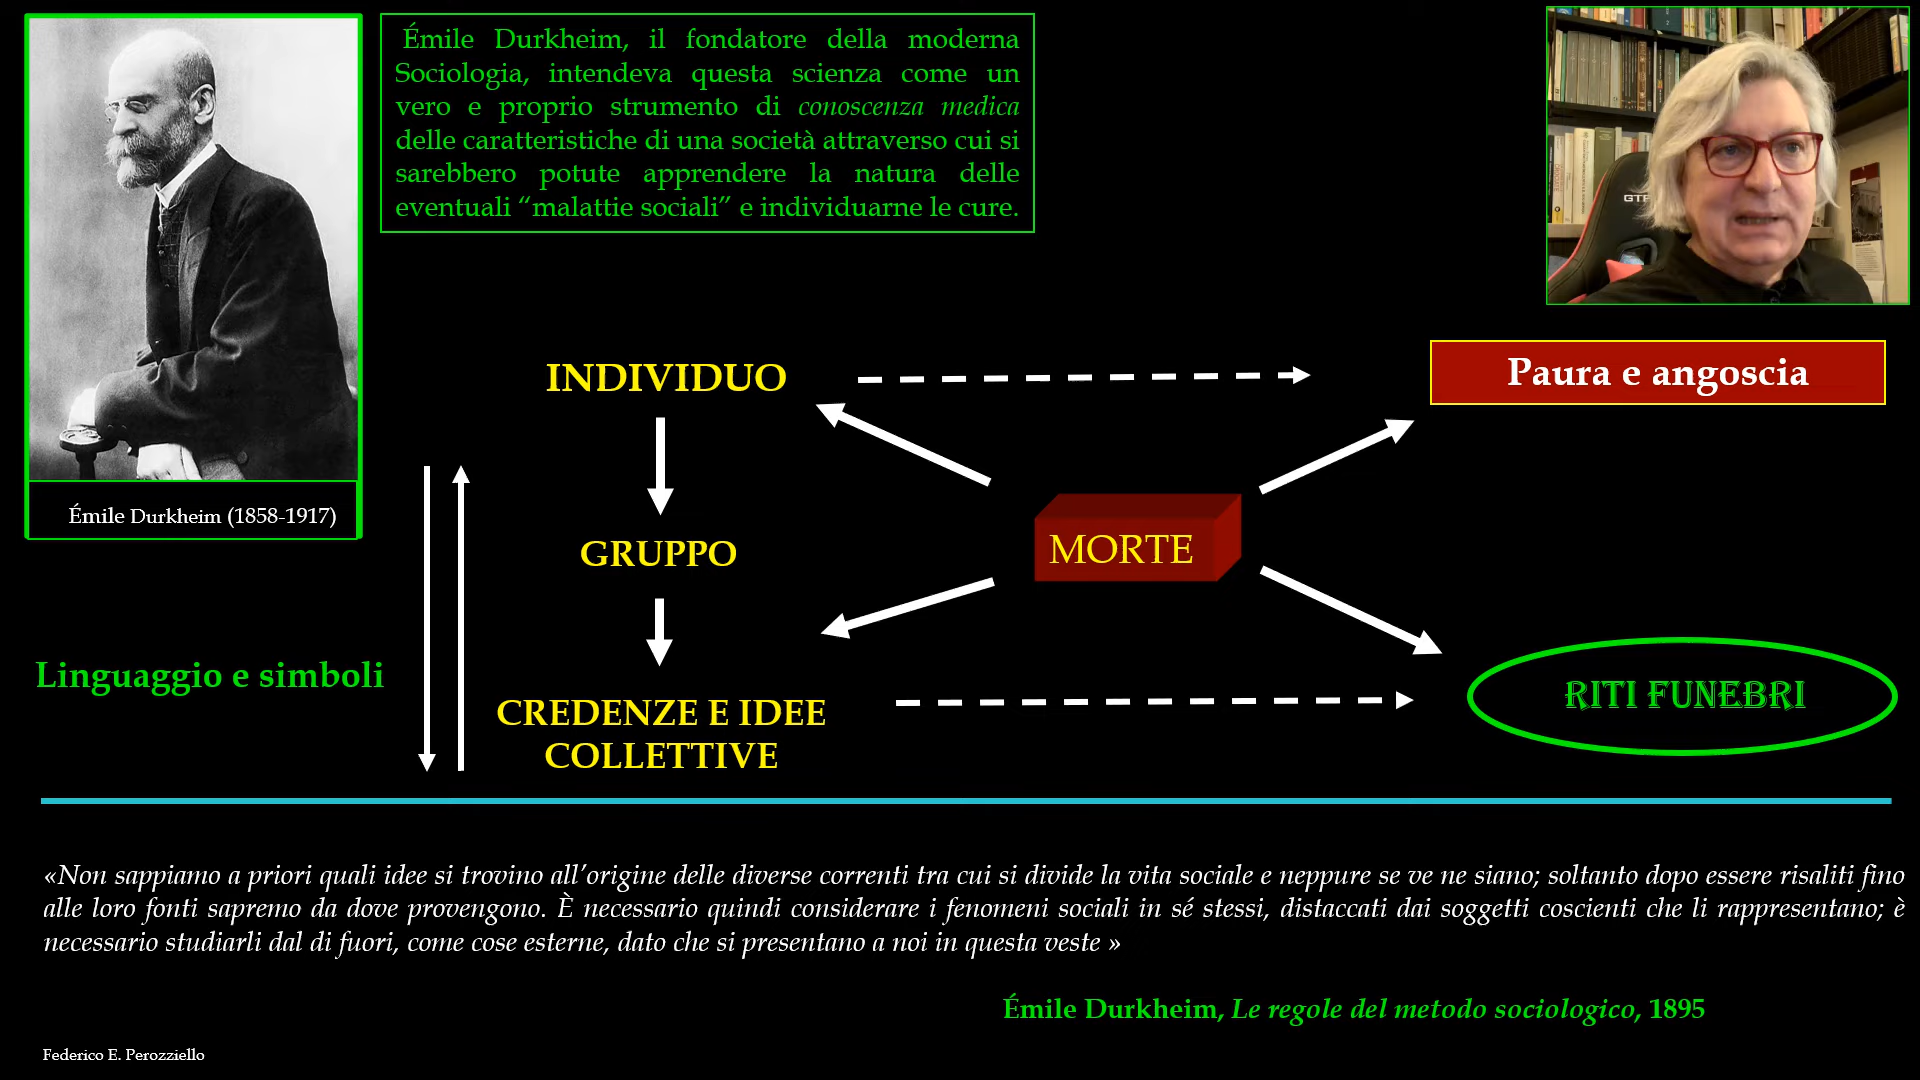 Émile Durkheim, il fondatore della moderna
Sociologia, intendeva questa scienza come un
vero e proprio strumento di conoscenza medica
delle caratteristiche di una società attraverso cui si
sarebbero potute apprendere la natura delle
eventuali “malattie sociali” e individuarne le cure.
GTP
Émile Durkheim (1858-1917)
INDIVIDUO
Paura e angoscia
GRUPPO
MORTE
Linguaggio e simboli
CREDENZE E IDEE
COLLETTIVE
RITI FUNEBRI
«Non sappiamo a priori quali idee si trovino all’origine delle diverse correnti tra cui si divide la vita sociale e neppure se ve ne siano; soltanto dopo essere risaliti fino
alle loro fonti sapremo da dove provengono. È necessario quindi considerare i fenomeni sociali in sé stessi, distaccati dai soggetti coscienti che li rappresentano; è
necessario studiarli dal di fuori, come cose esterne, dato che si presentano a noi in questa veste »
Émile Durkheim, Le regole del metodo sociologico, 1895
Federico E. Perozziello